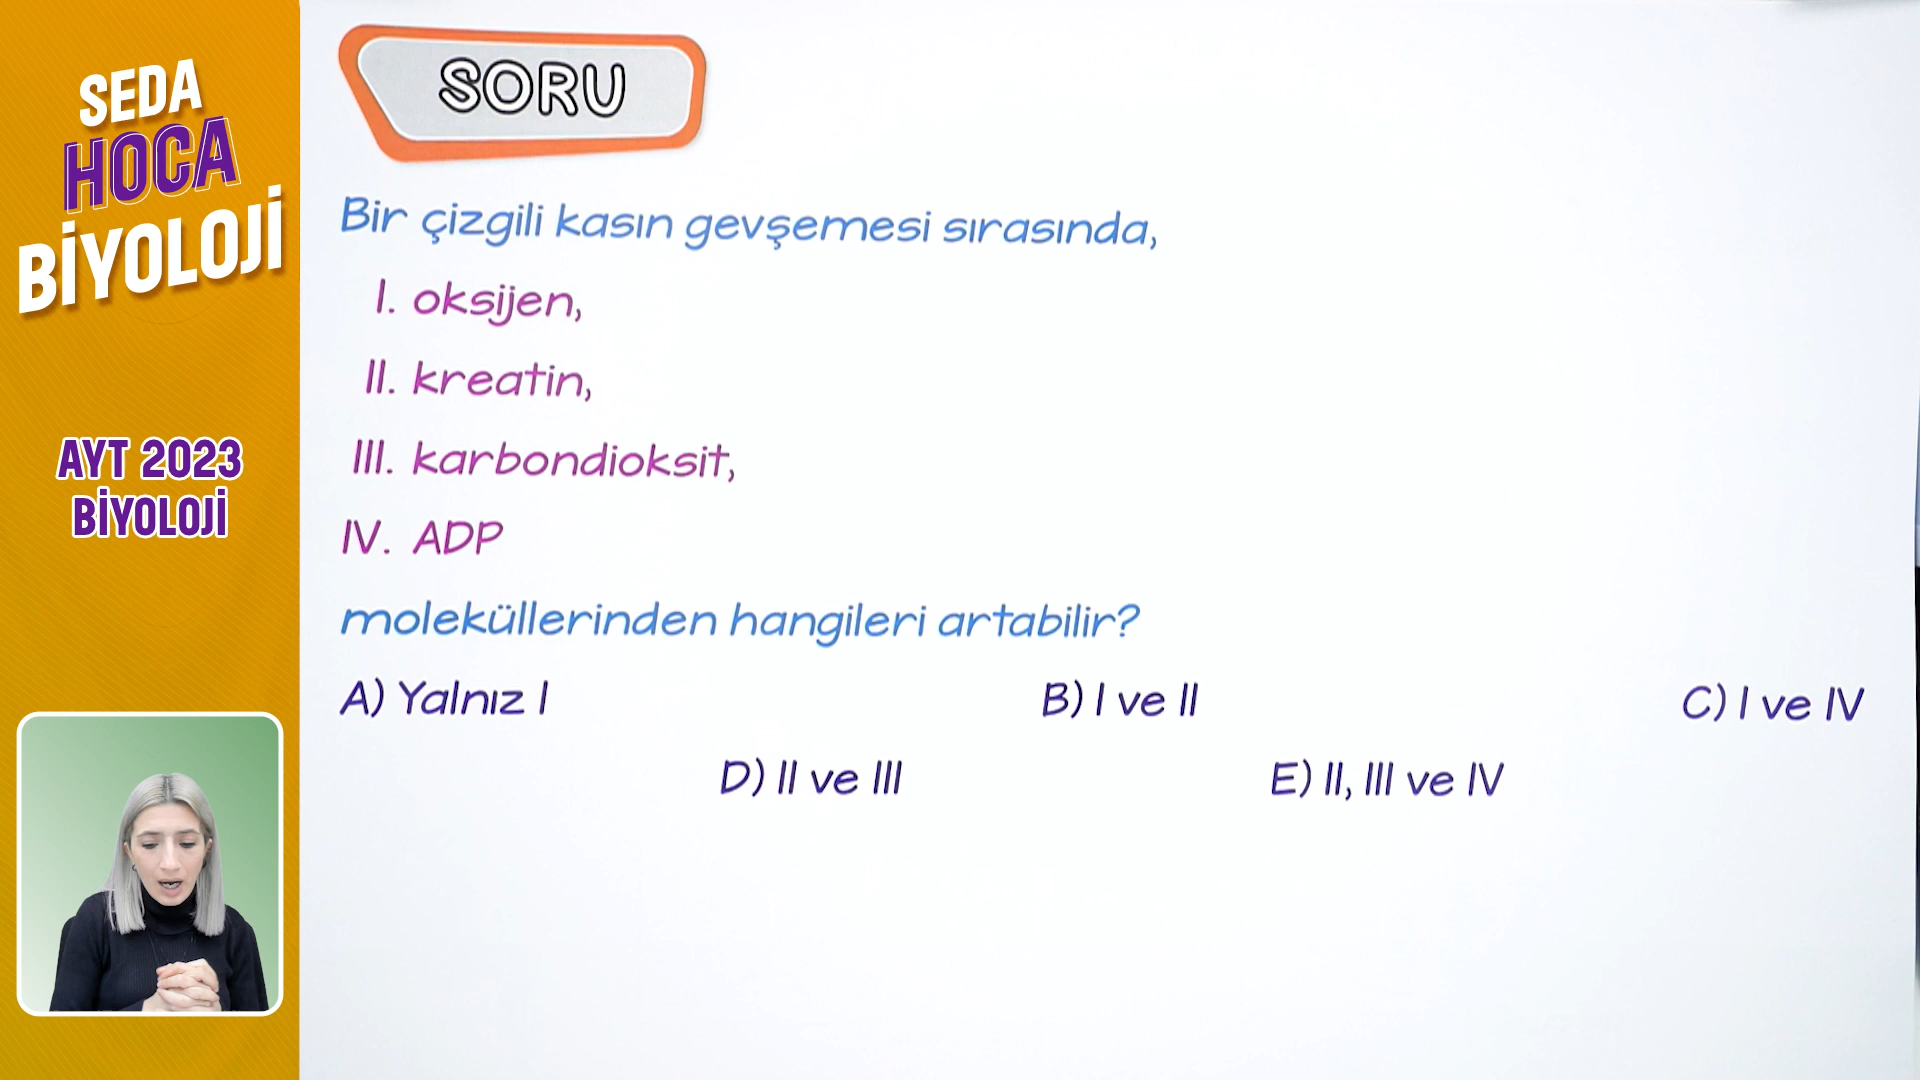 SEDA
HOCA
BİYOLOJİ
AYT 2023
BİYOLOJİ
SORU
Bir çizgili kasın gevşemesi sırasında,
I. oksijen,
II. kreatin,
III. karbondioksit,
IV. ADP
moleküllerinden hangileri artabilir?
A) Yalnız I
B) I ve II
C) I ve IV
D) II ve III
E) II, III ve IV